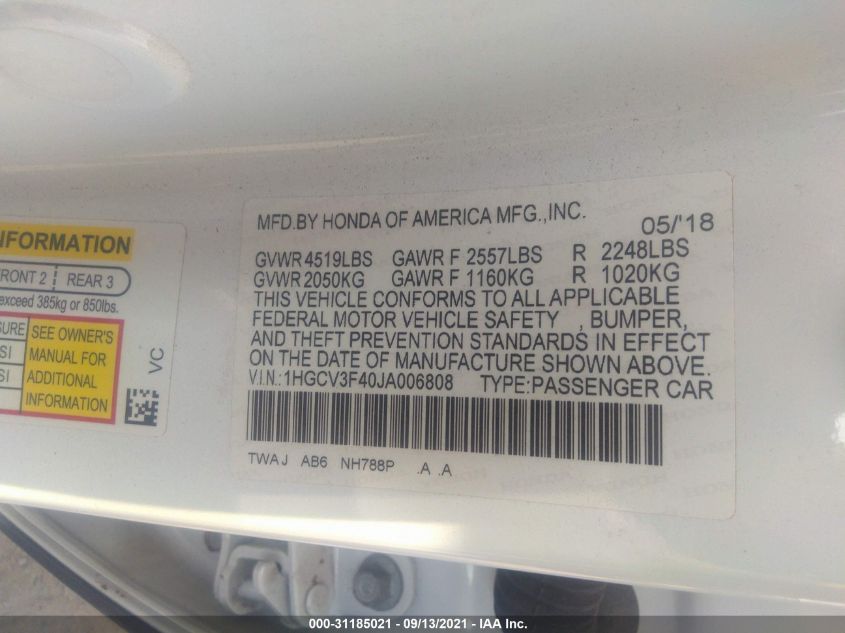 NFORMATION
FRONT 2 REAR 3
exceed 385kg or 850lbs.
SURE SEE OWNER'S
SI MANUAL FOR
SI ADDITIONAL
INFORMATION
VC
MFD.BY HONDA OF AMERICA MFG.,INC. 05/'18
GVWR 4519LBS GAWR F 2557LBS R 2248LBS
GVWR 2050KG GAWR F 1160KG R 1020KG
THIS VEHICLE CONFORMS TO ALL APPLICABLE
FEDERAL MOTOR VEHICLE SAFETY , BUMPER,
AND THEFT PREVENTION STANDARDS IN EFFECT
ON THE DATE OF MANUFACTURE SHOWN ABOVE.
V.I.N.:1HGCV3F40JA006808 TYPE:PASSENGER CAR
TWAJ AB6 NH788P .A .A
000-31185021 - 09/13/2021 - IAA Inc.